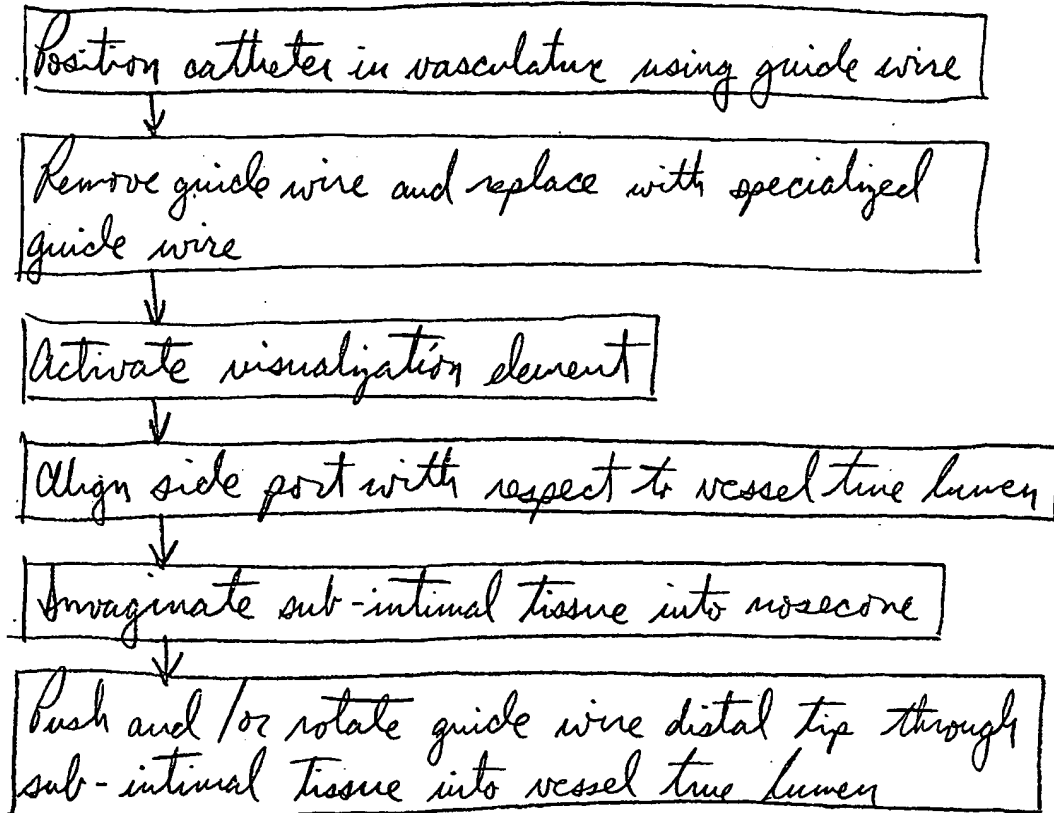 Position catheter in vasculature using guide wire
Remove guide wire and replace with specialized
guide wire
Activate visualization element
Align side port with respect to vessel true lumen
Invaginate sub-intimal tissue into nosecone
Push and/or rotate guide wire distal tip through
sub-intimal tissue into vessel true lumen